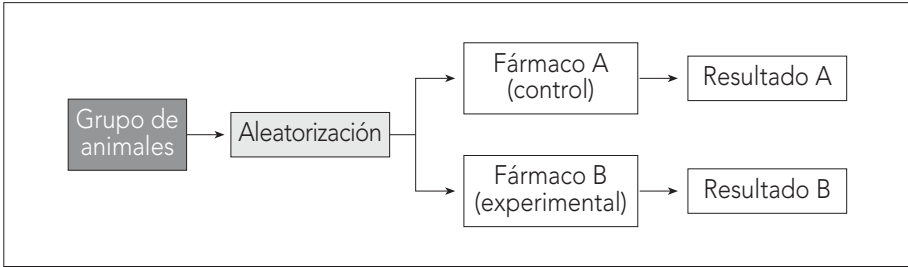 Grupo de
animales
Aleatorización
Fármaco A
(control)
Resultado A
Fármaco B
(experimental)
Resultado B